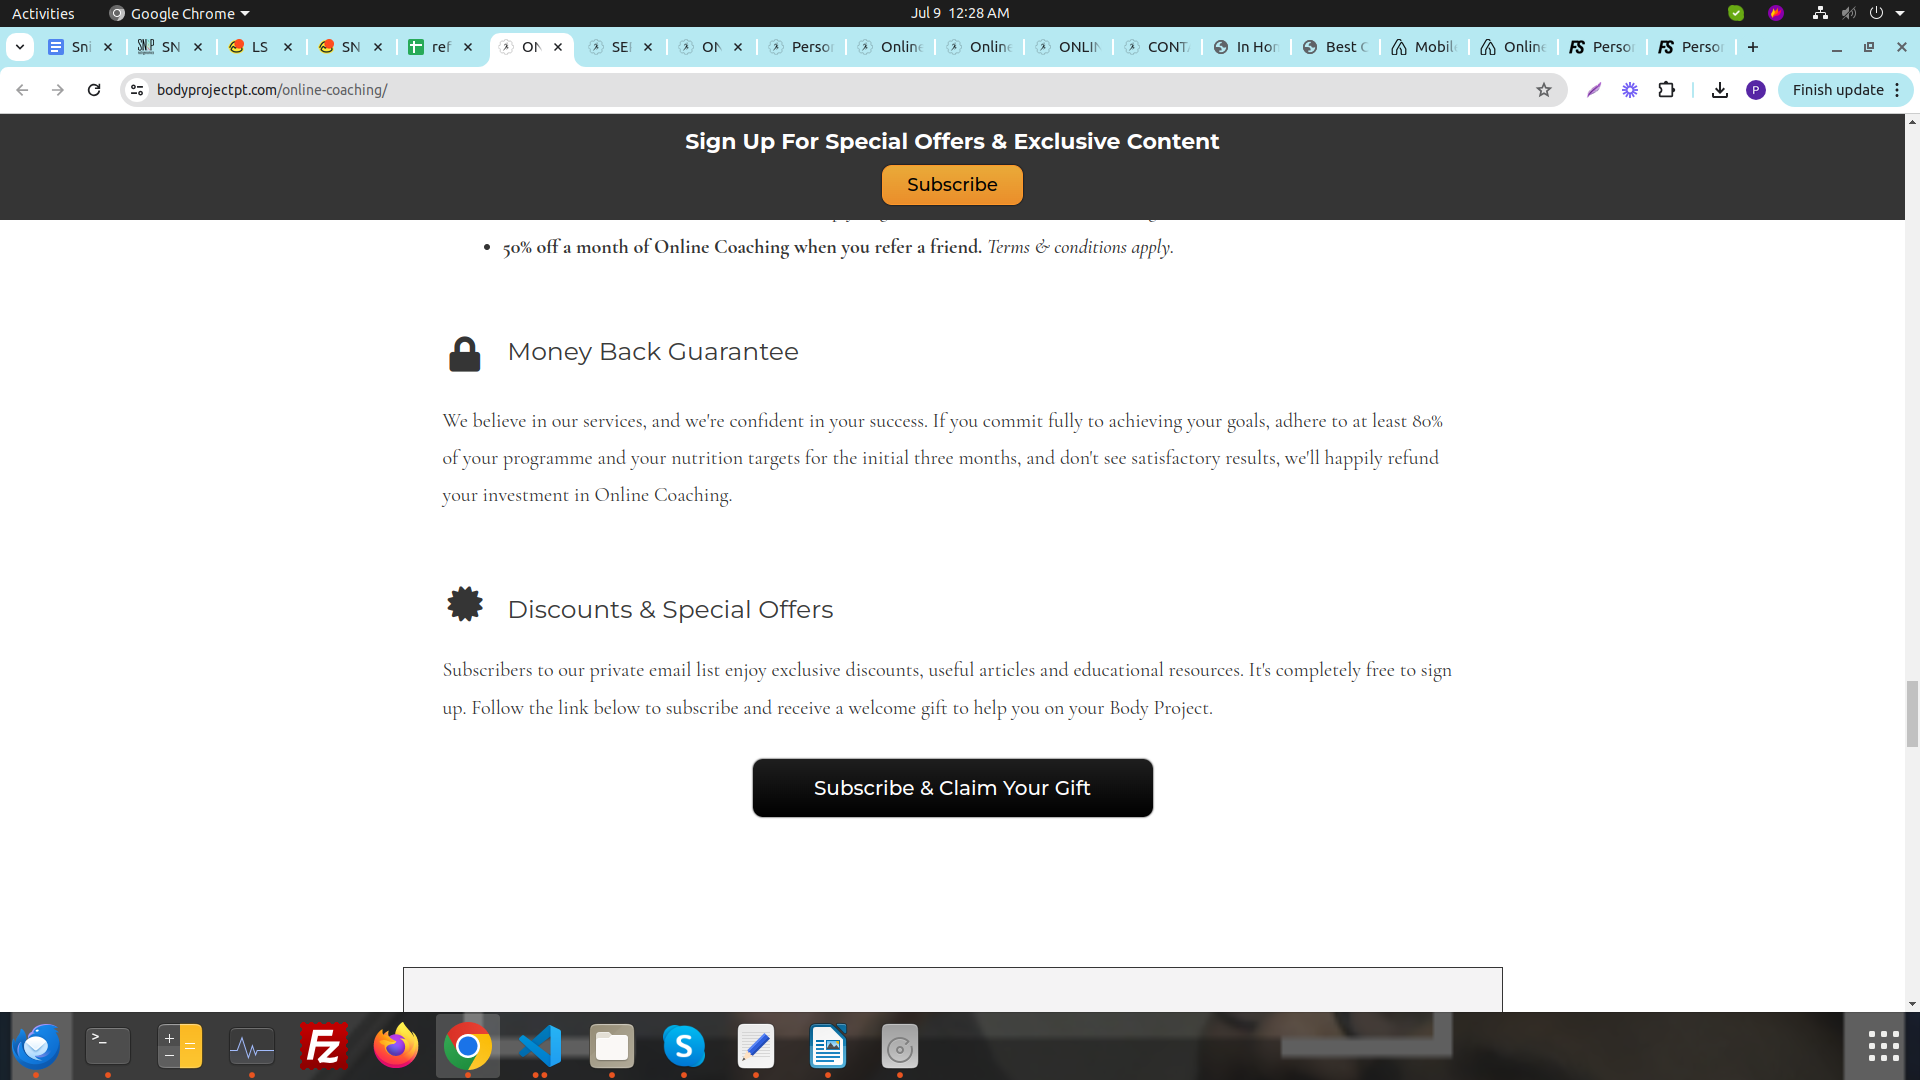 Activities
Google Chrome
Jul 9 12:28 AM
Sni
SN
LS
SN
ref
ON
SEI
ON
Person
Online
Online
ONLIN
CONTA
In Hom
Best C
Mobile
Online
Person
Person
bodyprojectpt.com/online-coaching/
P
Finish update
Sign Up For Special Offers & Exclusive Content
Subscribe
50% off a month of Online Coaching when you refer a friend. Terms & conditions apply.
Money Back Guarantee
We believe in our services, and we're confident in your success. If you commit fully to achieving your goals, adhere to at least 80%
of your programme and your nutrition targets for the initial three months, and don't see satisfactory results, we'll happily refund
your investment in Online Coaching.
Discounts & Special Offers
Subscribers to our private email list enjoy exclusive discounts, useful articles and educational resources. It's completely free to sign
up. Follow the link below to subscribe and receive a welcome gift to help you on your Body Project.
Subscribe & Claim Your Gift